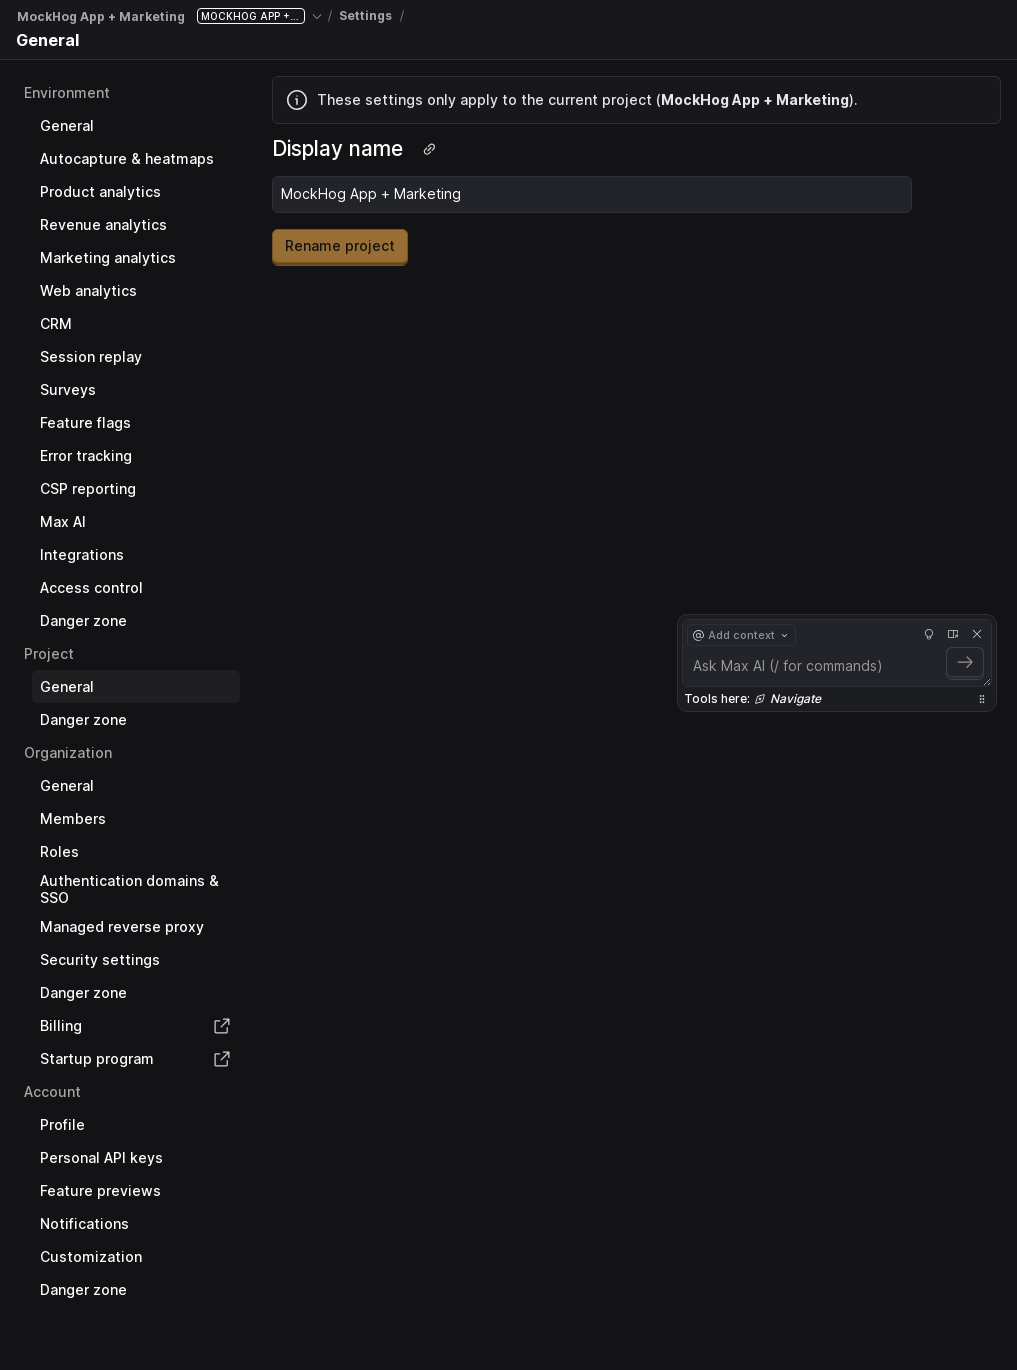 MockHog App + Marketing MOCKHOG APP +... / Settings /
General
Environment
General
Autocapture & heatmaps
Product analytics
Revenue analytics
Marketing analytics
Web analytics
CRM
Session replay
Surveys
Feature flags
Error tracking
CSP reporting
Max AI
Integrations
Access control
Danger zone
Project
General
Danger zone
Organization
General
Members
Roles
Authentication domains &
SSO
Managed reverse proxy
Security settings
Danger zone
Billing
Startup program
Account
Profile
Personal API keys
Feature previews
Notifications
Customization
Danger zone
These settings only apply to the current project (MockHog App + Marketing).
Display name
MockHog App + Marketing
Rename project
@ Add context
Ask Max AI (/ for commands)
Tools here: Navigate